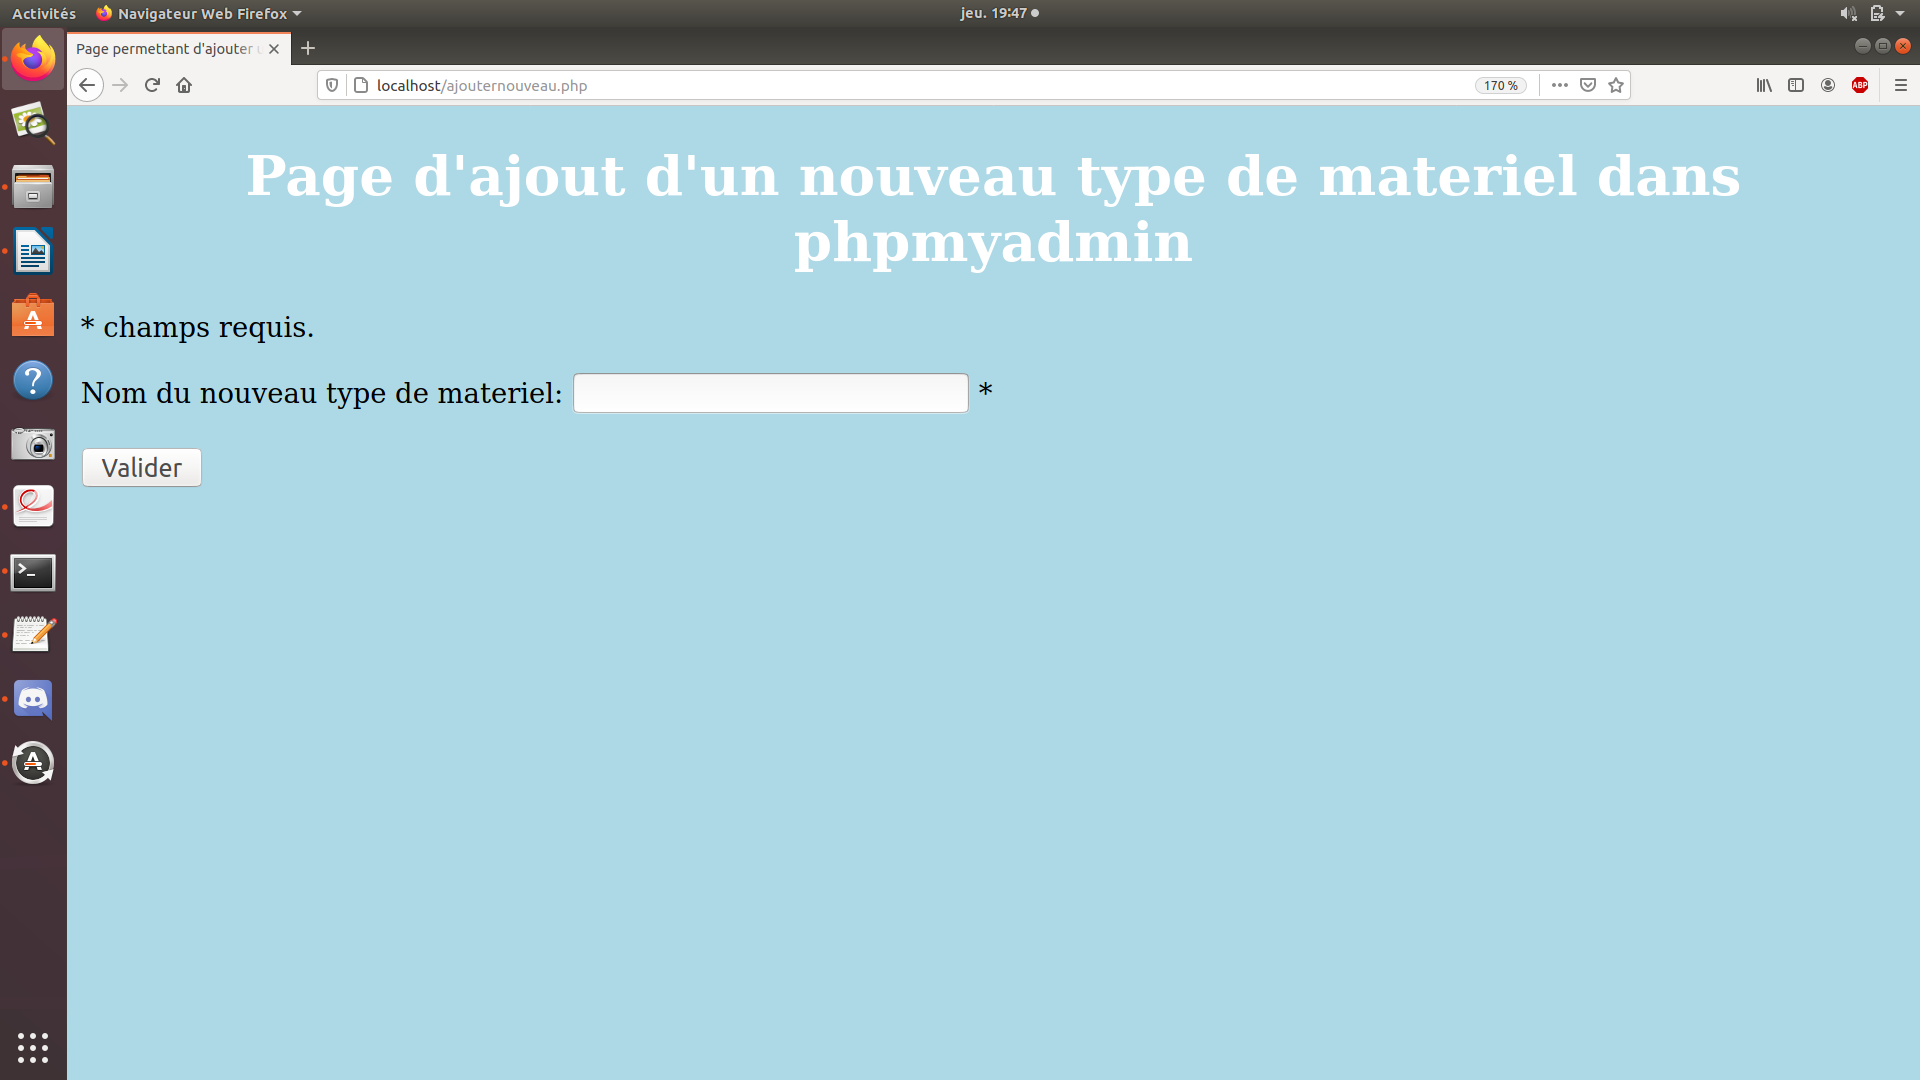 Activités
Navigateur Web Firefox
jeu. 19:47
Page permettant d'ajouter
localhost/ajouternouveau.php
170 %
ABP
Page d'ajout d'un nouveau type de materiel dans
phpmyadmin
* champs requis.
Nom du nouveau type de materiel: *
Valider